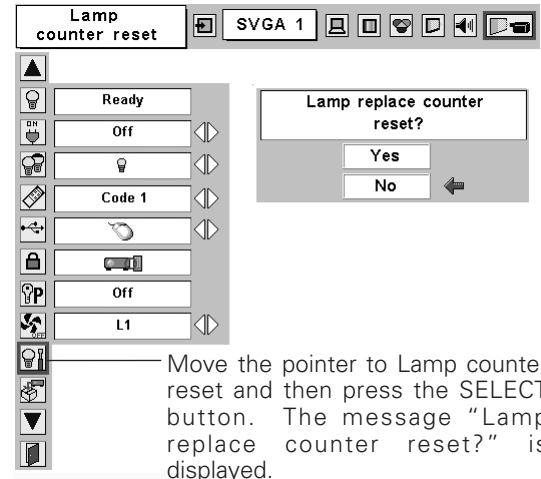 Lamp
counter reset
SVGA 1
Ready
ON
Off
Code 1
P
Off
OFF
L1
Lamp replace counter
reset?
Yes
No
Move the pointer to Lamp counte
reset and then press the SELECT
button. The message “Lamp
replace counter reset?” is
displayed.